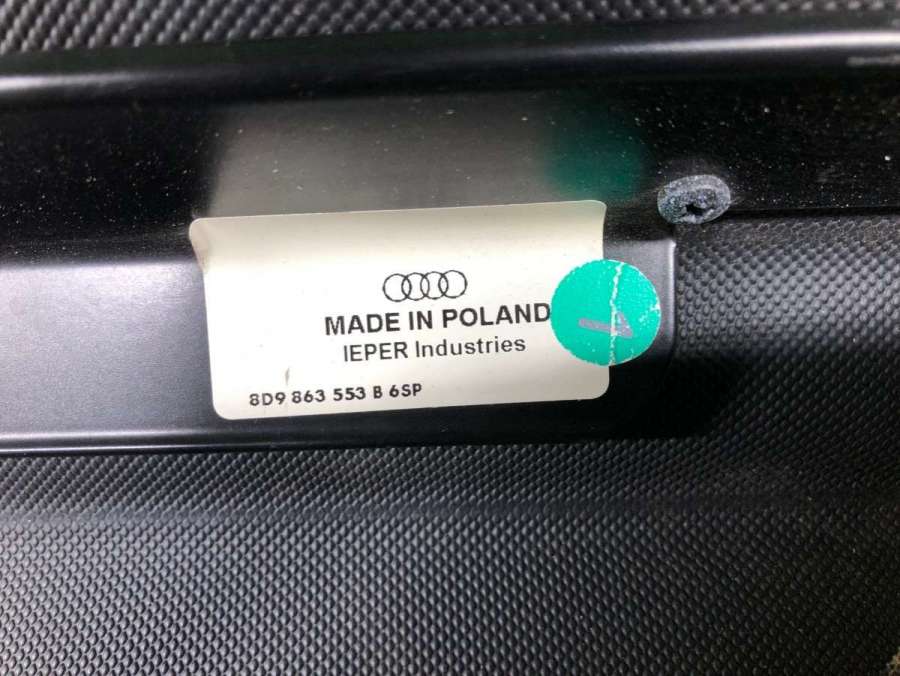 MADE IN POLAND
IEPER Industries
8D9 863 553 B 6SP